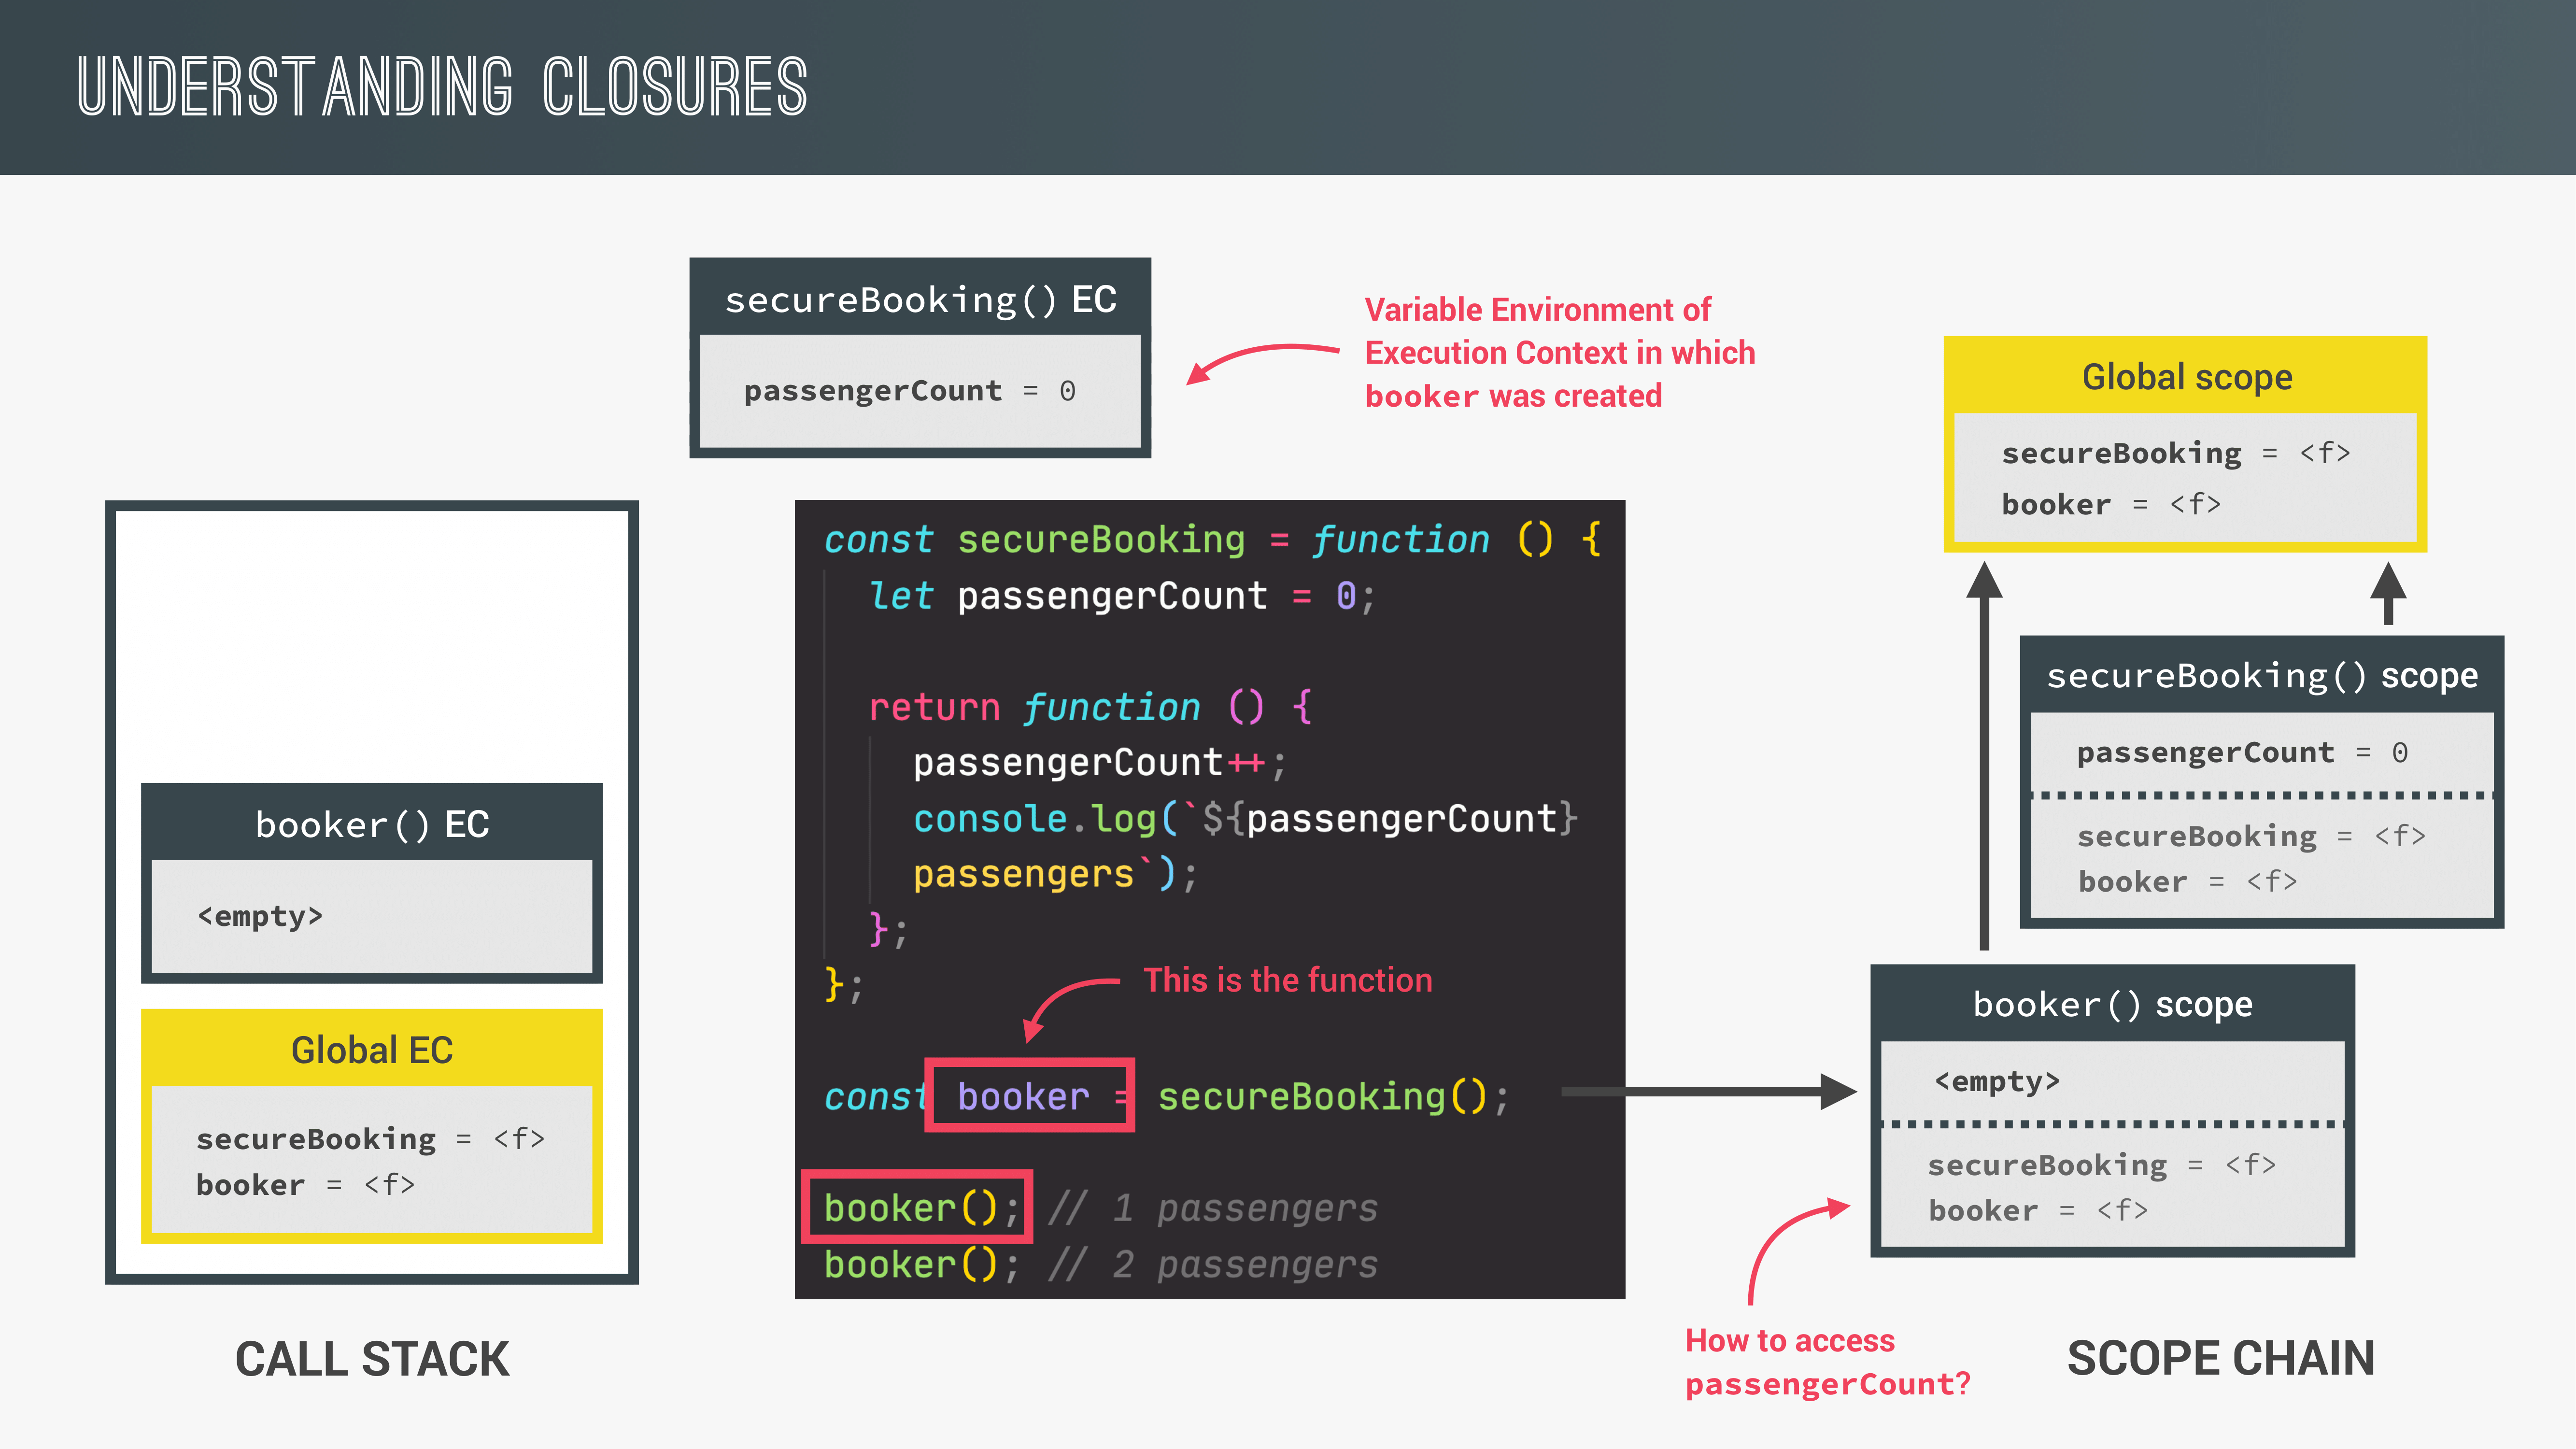 UNDERSTANDING CLOSURES
secureBooking() EC
passengerCount = 0
Variable Environment of
Execution Context in which
booker was created
booker() EC
<empty>
Global EC
secureBooking = <f>
booker = <f>
CALL STACK
const secureBooking = function () {
let passengerCount = 0;
return function () {
passengerCount++;
console.log(`${passengerCount}
passengers`);
};
};
This is the function
const booker = secureBooking();
booker(); // 1 passengers
booker(); // 2 passengers
Global scope
secureBooking = <f>
booker = <f>
secureBooking() scope
passengerCount = 0
secureBooking = <f>
booker = <f>
booker() scope
<empty>
secureBooking = <f>
booker = <f>
How to access
passengerCount?
SCOPE CHAIN